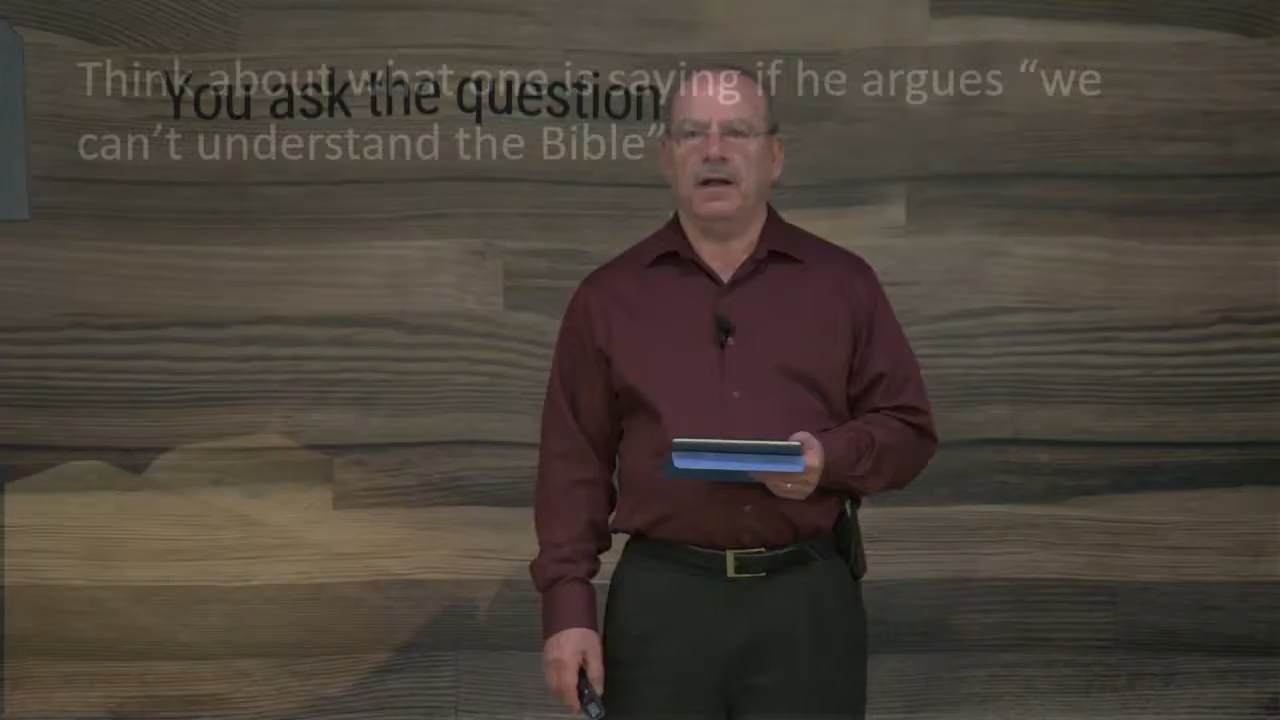 Think about what one is saying if he argues “we
can’t understand the Bible”
You ask the question